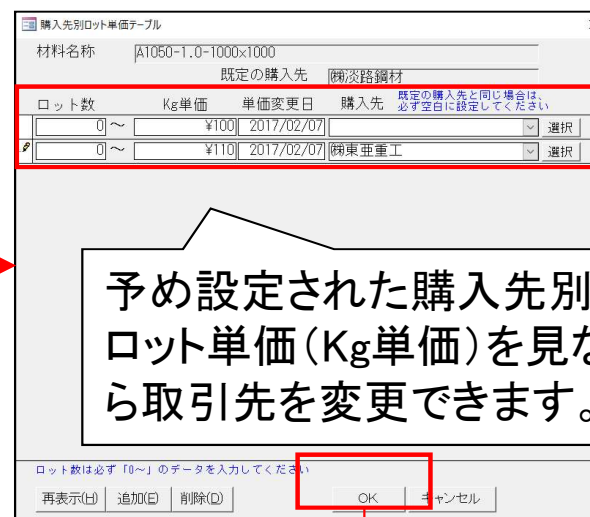 購入先別ロット単価テーブル
材料名称 A1050-1.0-1000×1000
既定の購入先 ㈱淡路鋼材
ロット数 Kg単価 単価変更日 購入先 既定の購入先と同じ場合は、
必ず空白に設定してください
0 ～ ¥100 2017/02/07 選択
0 ～ ¥110 2017/02/07 ㈱東亜重工 選択
予め設定された購入先別
ロット単価(Kg単価)を見な
ら取引先を変更できます。
ロット数は必ず「0～」のデータを入力してください
再表示(H) 追加(E) 削除(D) OK キャンセル